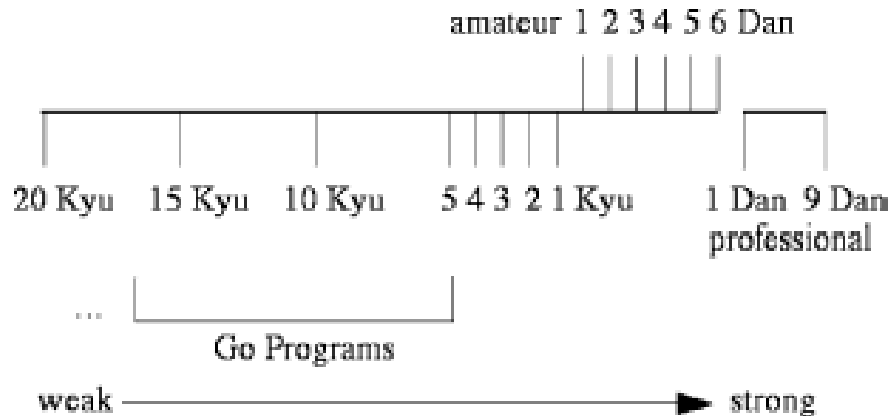 amateur 1 2 3 4 5 6 Dan
20 Kyu 15 Kyu 10 Kyu 5 4 3 2 1 Kyu 1 Dan 9 Dan
professional
...
Go Programs
weak strong